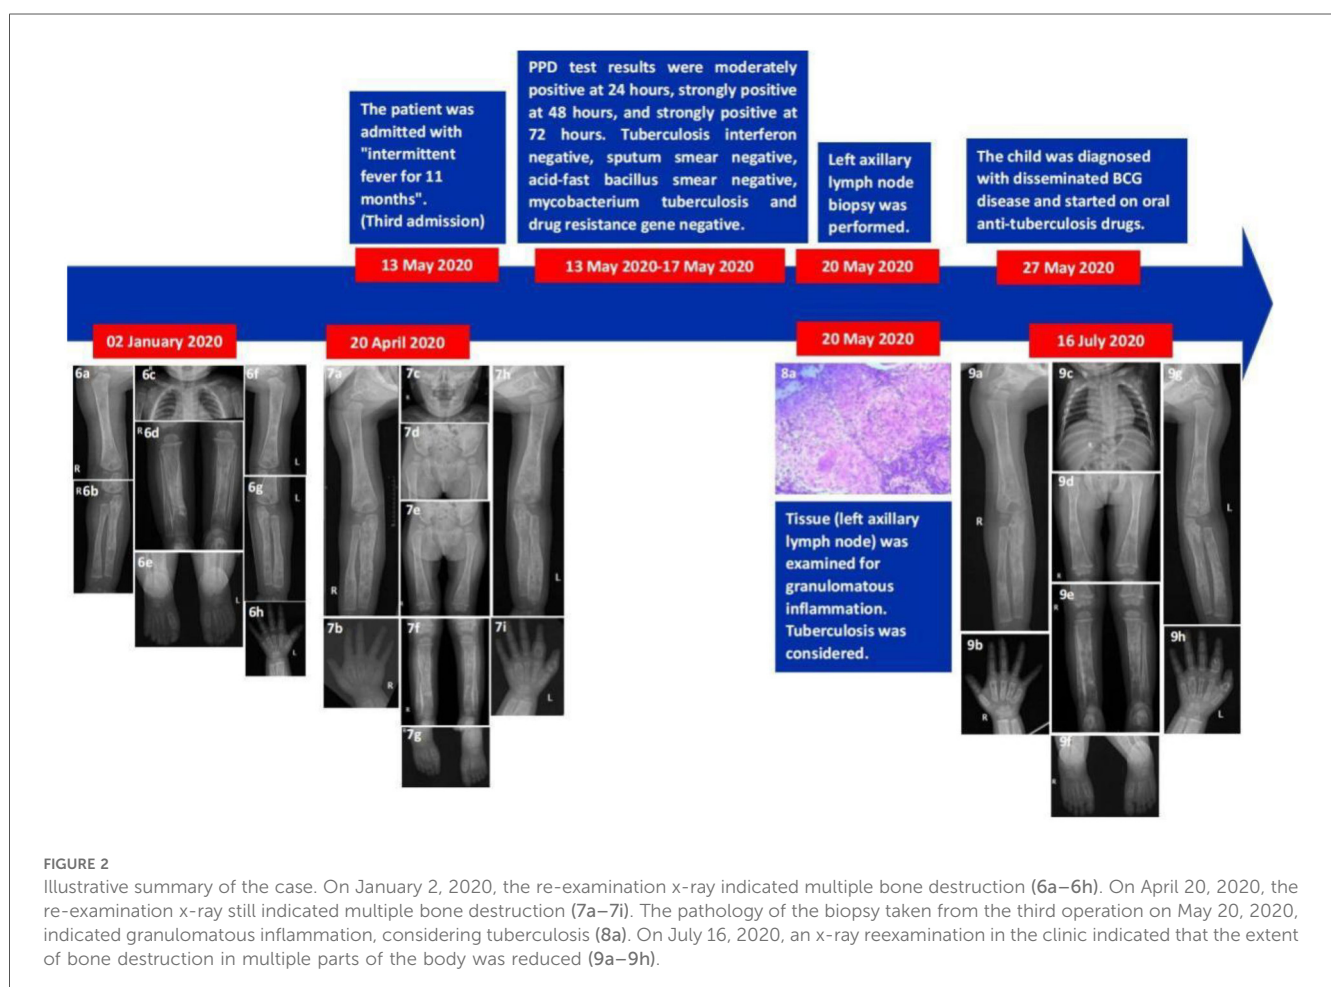 The patient was
admitted with
"intermittent
fever for 11
months".
(Third admission)
PPD test results were moderately
positive at 24 hours, strongly positive
at 48 hours, and strongly positive at
72 hours. Tuberculosis interferon
negative, sputum smear negative,
acid-fast bacillus smear negative,
mycobacterium tuberculosis and
drug resistance gene negative.
Left axillary
lymph node
biopsy was
performed.
The child was diagnosed
with disseminated BCG
disease and started on oral
anti-tuberculosis drugs.
13 May 2020
13 May 2020-17 May 2020
20 May 2020
27 May 2020
02 January 2020
20 April 2020
20 May 2020
16 July 2020
6a
R
R 6b
6c
R 6d
6e
L
6f
L
6g
L
6h
L
7a
R
7b
R
7c
R
7d
7e
7f
R
7g
7h
L
7i
L
8a
Tissue (left axillary
lymph node) was
examined for
granulomatous
inflammation.
Tuberculosis was
considered.
9a
R
9b
R
9c
9d
R
9e
R
9f
R
9g
L
9h
L
FIGURE 2
Illustrative summary of the case. On January 2, 2020, the re-examination x-ray indicated multiple bone destruction (6a–6h). On April 20, 2020, the
re-examination x-ray still indicated multiple bone destruction (7a–7i). The pathology of the biopsy taken from the third operation on May 20, 2020,
indicated granulomatous inflammation, considering tuberculosis (8a). On July 16, 2020, an x-ray reexamination in the clinic indicated that the extent
of bone destruction in multiple parts of the body was reduced (9a–9h).